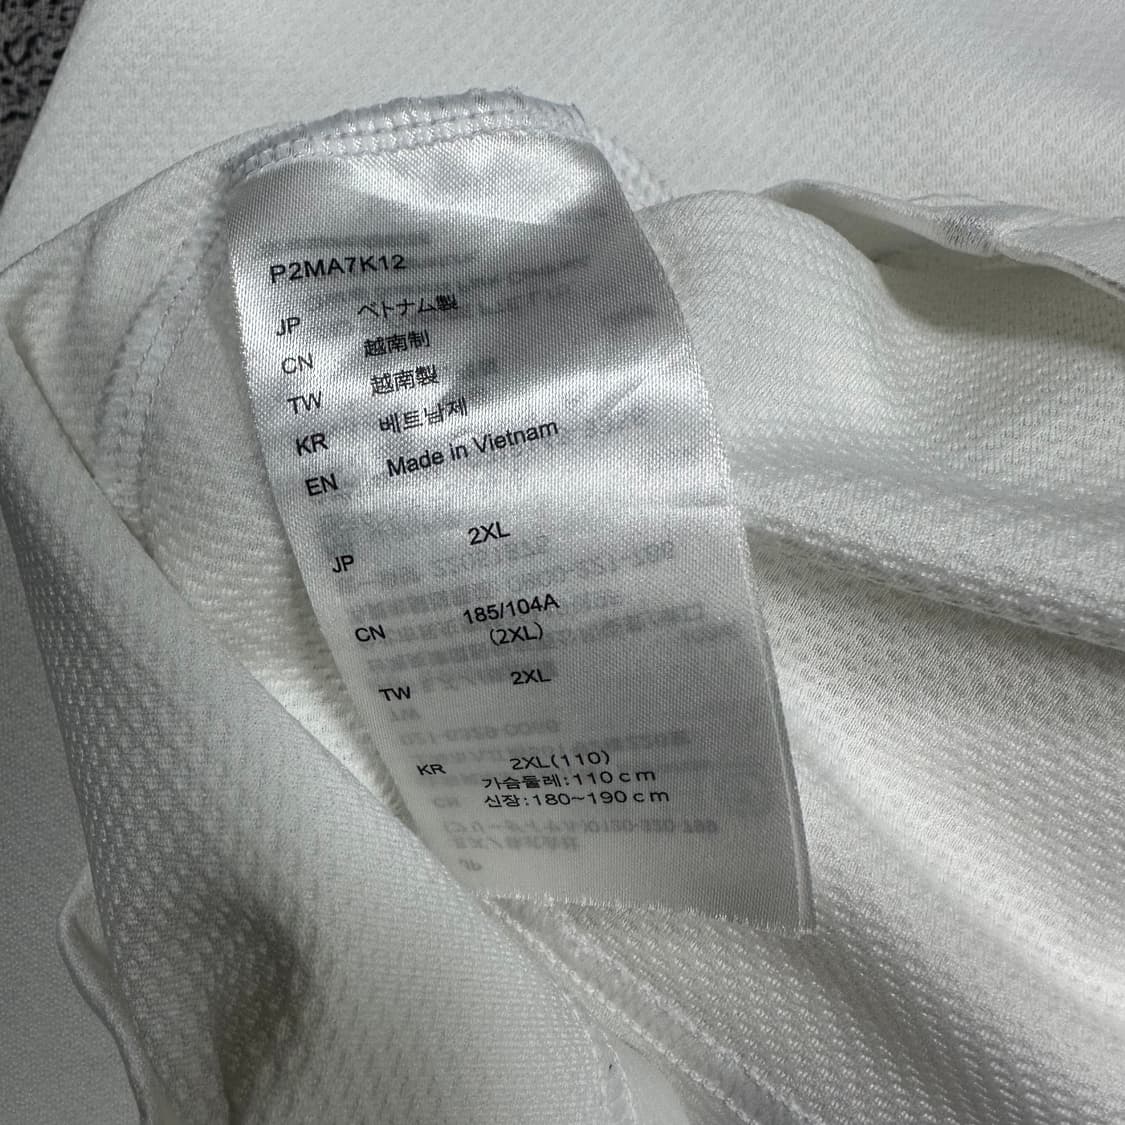 P2MA7K12
JP ベトナム製
CN 越南制
TW 越南製
KR 베트남제
EN Made in Vietnam
JP 2XL
CN 185/104A
(2XL)
TW 2XL
KR 2XL(110)
가슴둘레:110cm
신장:180~190cm